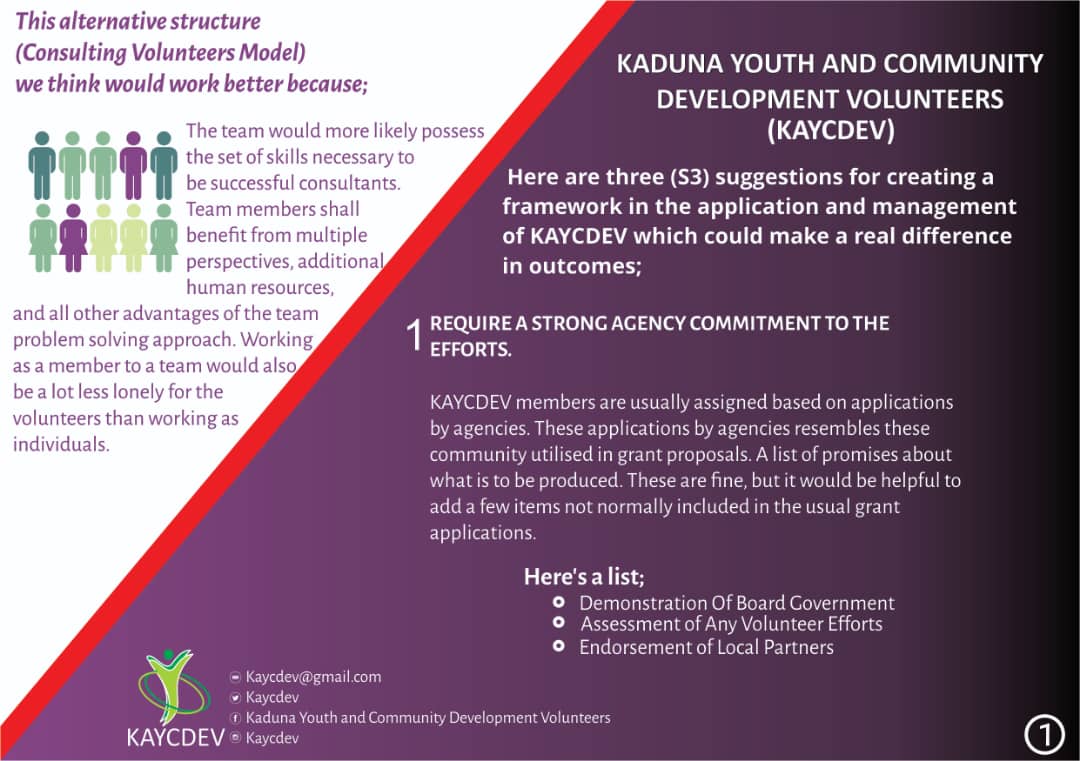 This alternative structure
(Consulting Volunteers Model)
we think would work better because;
The team would more likely possess
the set of skills necessary to
be successful consultants.
Team members shall
benefit from multiple
perspectives, additional
human resources,
and all other advantages of the team
problem solving approach. Working
as a member to a team would also
be a lot less lonely for the
volunteers than working as
individuals.
KADUNA YOUTH AND COMMUNITY
DEVELOPMENT VOLUNTEERS
(KAYCDEV)
Here are three (S3) suggestions for creating a
framework in the application and management
of KAYCDEV which could make a real difference
in outcomes;
1 REQUIRE A STRONG AGENCY COMMITMENT TO THE
EFFORTS.
KAYCDEV members are usually assigned based on applications
by agencies. These applications by agencies resembles these
community utilised in grant proposals. A list of promises about
what is to be produced. These are fine, but it would be helpful to
add a few items not normally included in the usual grant
applications.
Here's a list;
Demonstration Of Board Government
Assessment of Any Volunteer Efforts
Endorsement of Local Partners
KAYCDEV
Kaycdev@gmail.com
Kaycdev
Kaduna Youth and Community Development Volunteers
Kaycdev
1